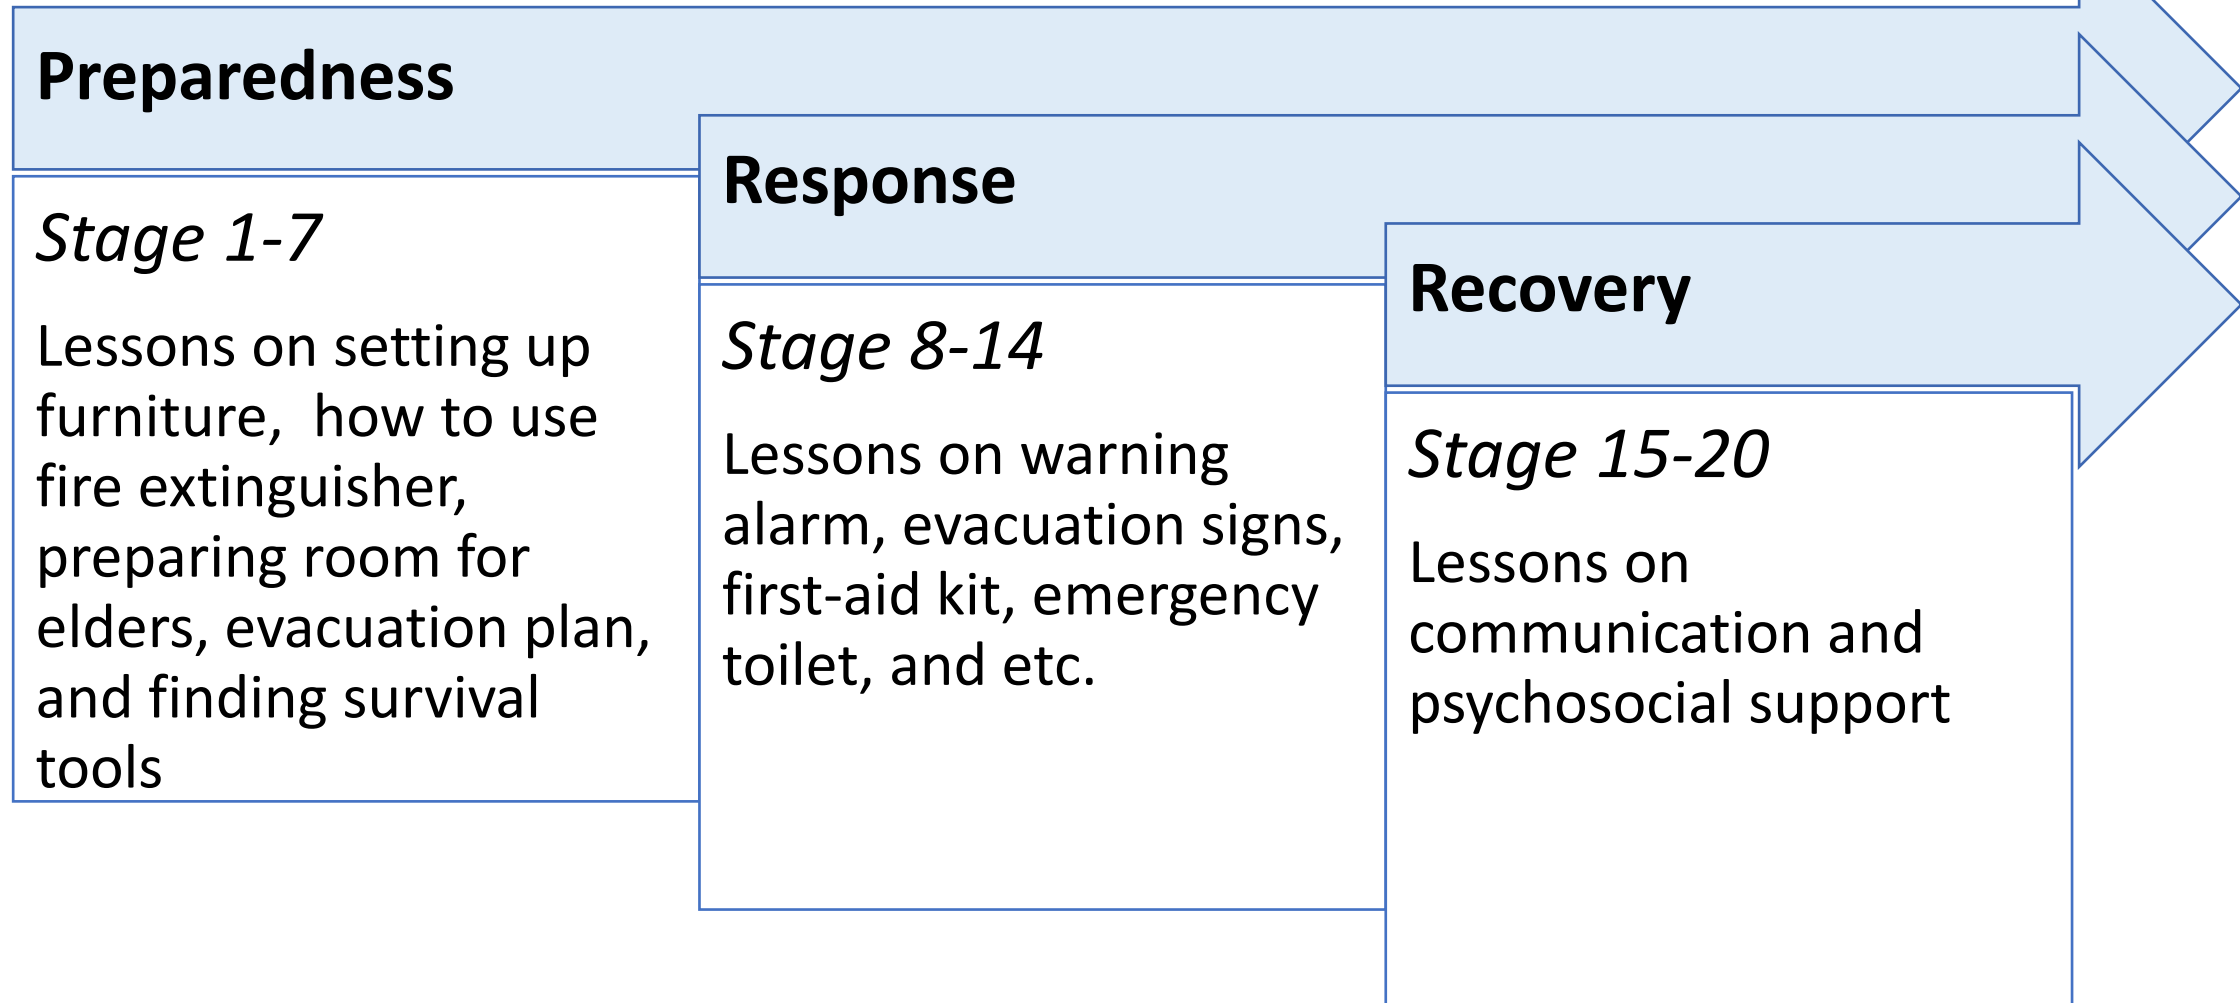 Preparedness
Stage 1-7
Lessons on setting up
furniture,  how to use
fire extinguisher,
preparing room for
elders, evacuation plan,
and finding survival
tools
Response
Stage 8-14
Lessons on warning
alarm, evacuation signs,
first-aid kit, emergency
toilet, and etc.
Recovery
Stage 15-20
Lessons on
communication and
psychosocial support